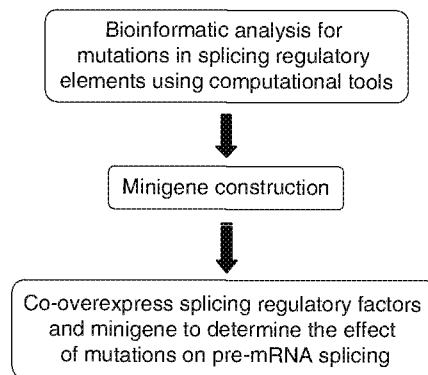 Bioinformatic analysis for
mutations in splicing regulatory
elements using computational tools
Minigene construction
Co-overexpress splicing regulatory factors
and minigene to determine the effect
of mutations on pre-mRNA splicing